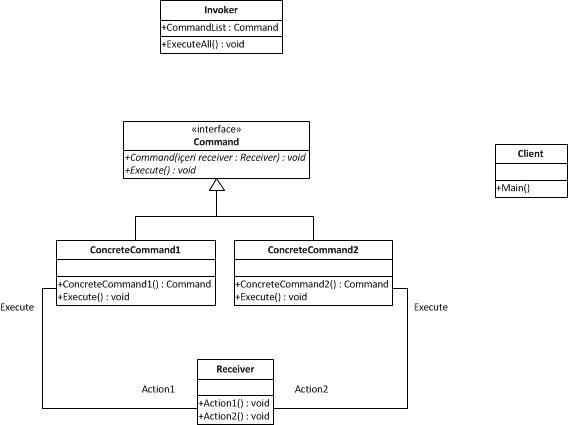 Invoker
+CommandList : Command
+ExecuteAll() : void
«interface»
Command
+Command(içeri receiver : Receiver) : void
+Execute() : void
Client
+Main()
ConcreteCommand1
+ConcreteCommand1() : Command
+Execute() : void
ConcreteCommand2
+ConcreteCommand2() : Command
+Execute() : void
Execute
Execute
Receiver
+Action1() : void
+Action2() : void
Action1
Action2